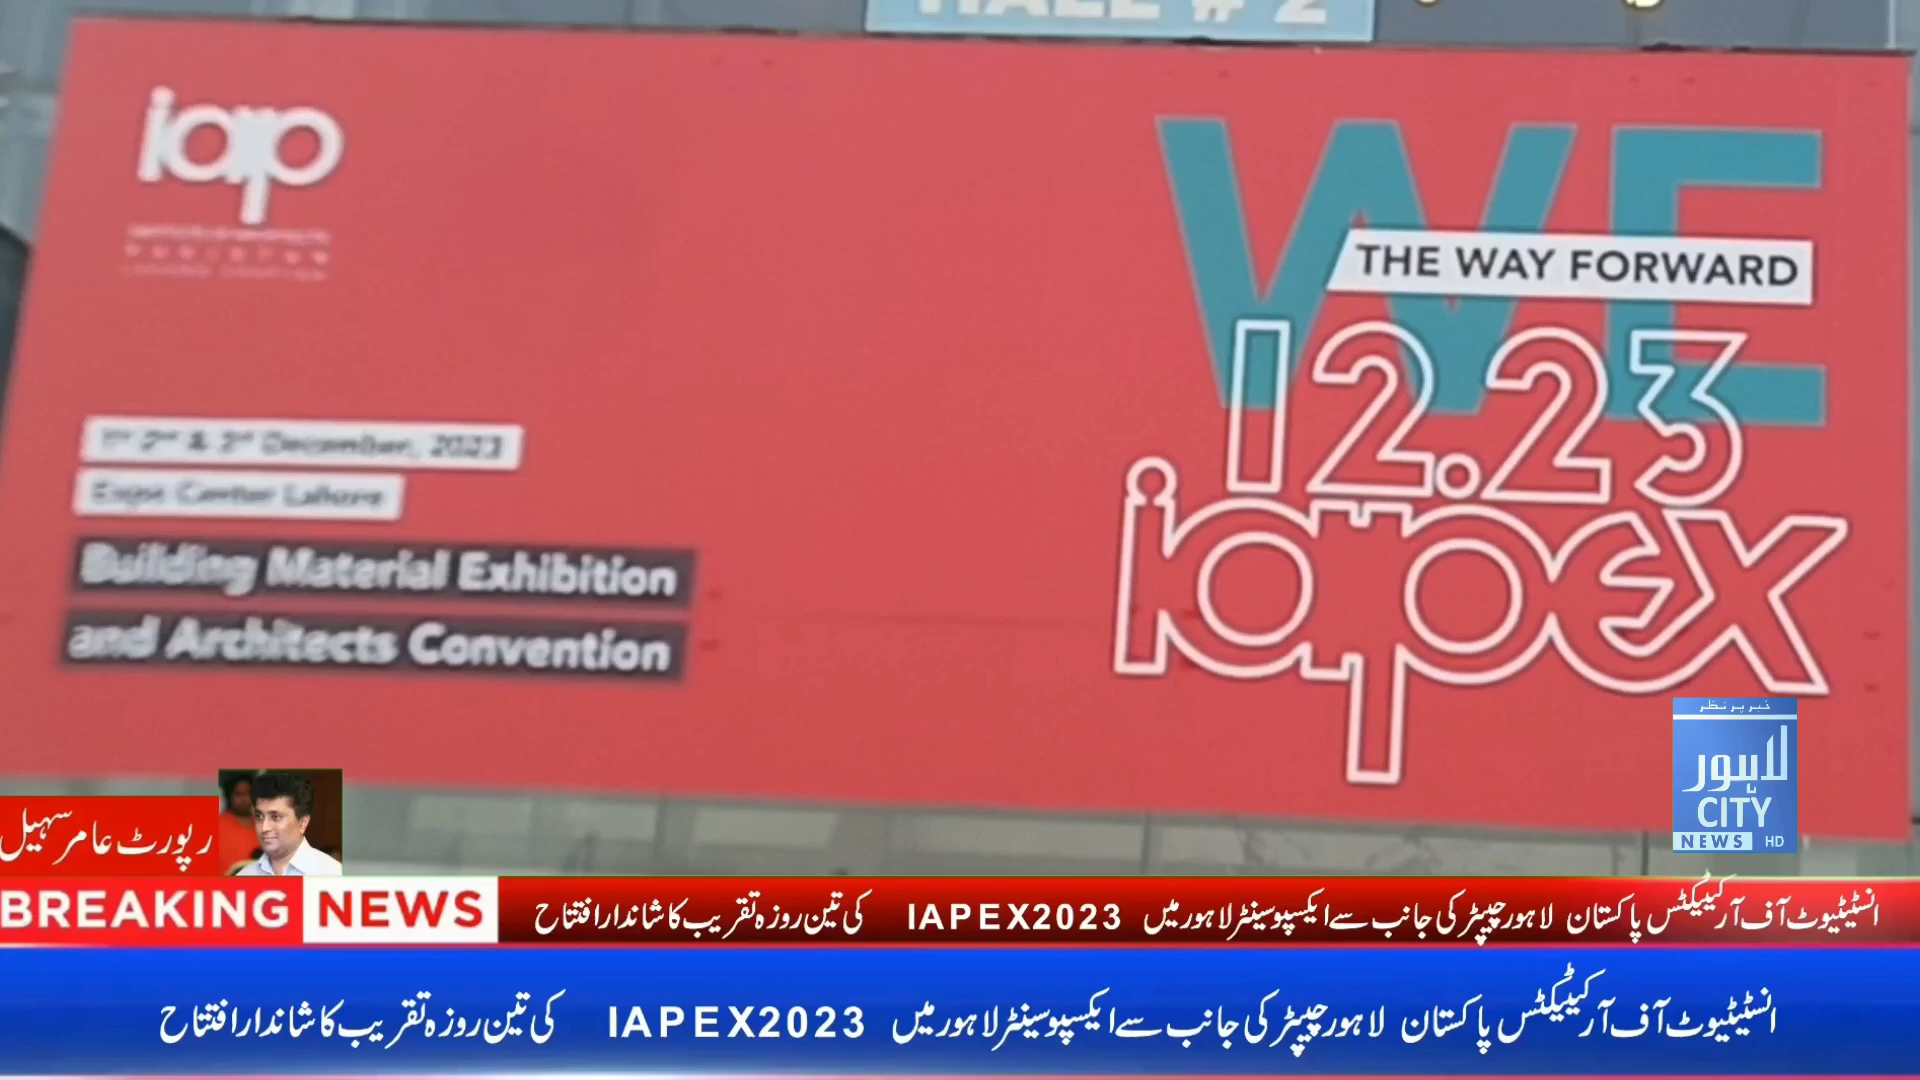 HALL # 2
iap
WE
THE WAY FORWARD
12.23
iapex
December, 2023
Expo Center Lahore
Building Material Exhibition
and Architects Convention
خبر پر نظر
لاہور
CITY
NEWS HD
رپورٹ عامر سہیل
BREAKING NEWS
انسٹیٹیوٹ آف آرکیٹیکٹس پاکستان لاہور چیپٹر کی جانب سے ایکسپو سینٹر لاہور میں IAPEX2023 کی تین روزہ تقریب کا شاندار افتتاح
انسٹیٹیوٹ آف آرکیٹیکٹس پاکستان لاہور چیپٹر کی جانب سے ایکسپو سینٹر لاہور میں IAPEX2023 کی تین روزہ تقریب کا شاندار افتتاح